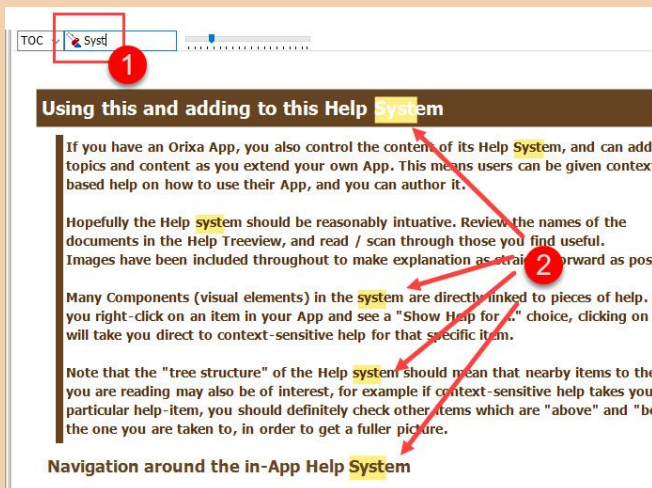 TOC Syst
1
Using this and adding to this Help System
If you have an Orixa App, you also control the content of its Help System, and can add
topics and content as you extend your own App. This means users can be given
based help on how to use their App, and you can author it.
Hopefully the Help system should be reasonably intuative. Review the names of the
documents in the Help Treeview, and read / scan through those you find useful.
Images have been included throughout to make explanation as straightforward as
2
Many Components (visual elements) in the system are directly linked to pieces of help.
you right-click on an item in your App and see a "Show Help for .." choice, clicking on
will take you direct to context-sensitive help for that specific item.
Note that the "tree structure" of the Help system should mean that nearby items to
you are reading may also be of interest, for example if context-sensitive help takes you
particular help-item, you should definitely check other items which are "above" and
the one you are taken to, in order to get a fuller picture.
Navigation around the in-App Help System